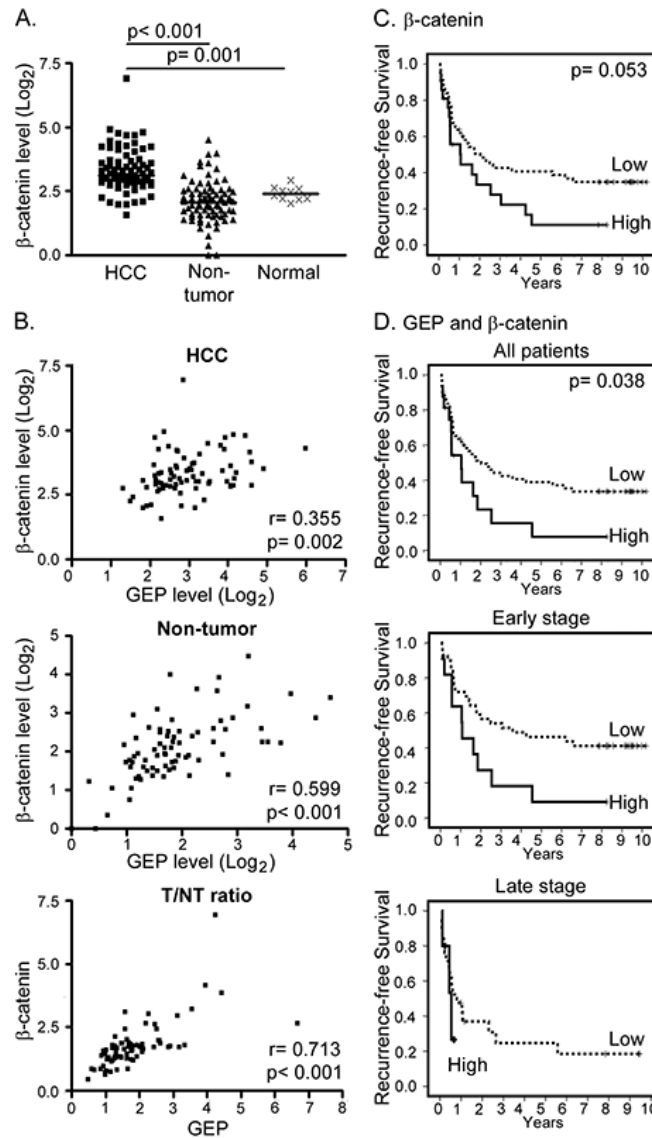 A.
p< 0.001
p= 0.001
β-catenin level (Log2)
7.5
5.0
2.5
0.0
HCC
Non-
tumor
Normal
B.
HCC
β-catenin level (Log2)
7.5
5.0
2.5
0.0
r= 0.355
p= 0.002
0 1 2 3 4 5 6 7
GEP level (Log2)
Non-tumor
β-catenin level (Log2)
5
4
3
2
1
0
r= 0.599
p< 0.001
0 1 2 3 4 5
GEP level (Log2)
T/NT ratio
β-catenin
7.5
5.0
2.5
0.0
r= 0.713
p< 0.001
0 1 2 3 4 5 6 7 8
GEP
C. β-catenin
Recurrence-free Survival
1.0
0.8
0.6
0.4
0.2
0.0
p= 0.053
Low
High
0 1 2 3 4 5 6 7 8 9 10
Years
D. GEP and β-catenin
All patients
Recurrence-free Survival
1.0
0.8
0.6
0.4
0.2
0.0
p= 0.038
Low
High
0 1 2 3 4 5 6 7 8 9 10
Years
Early stage
Recurrence-free Survival
1.0
0.8
0.6
0.4
0.2
0.0
Low
High
0 1 2 3 4 5 6 7 8 9 10
Years
Late stage
Recurrence-free Survival
1.0
0.8
0.6
0.4
0.2
0.0
Low
High
0 1 2 3 4 5 6 7 8 9 10
Years